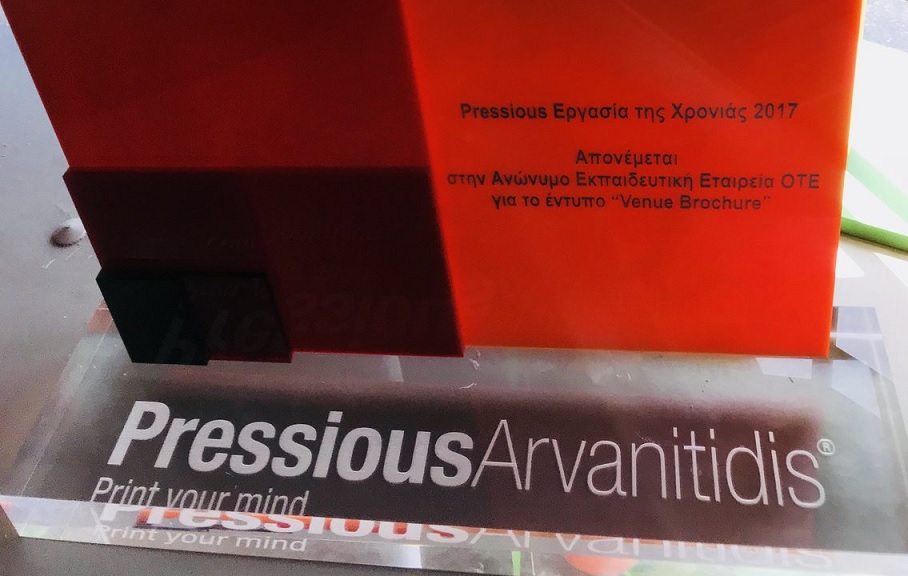 Pressious Εργασία της Χρονιάς 2017
Απονέμεται
στην Ανώνυμο Εκπαιδευτική Εταιρεία ΟΤΕ
για το έντυπο “Venue Brochure”
PressiousArvanitidis®
Print your mind